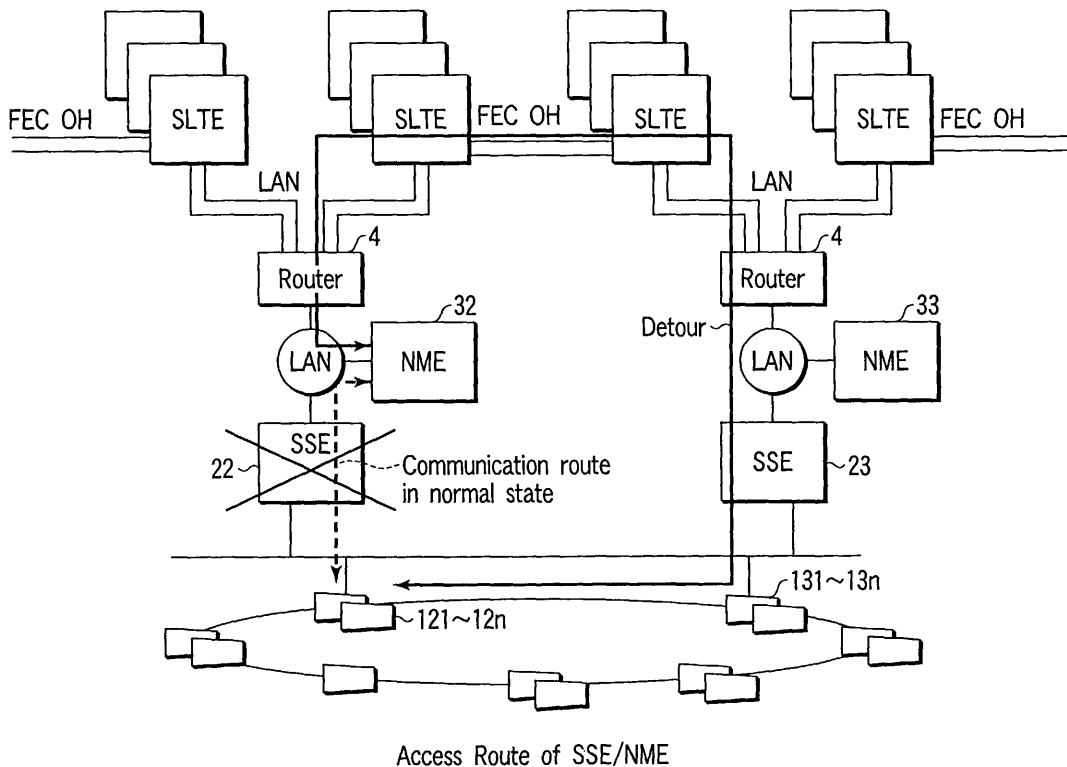 FEC OH
SLTE
SLTE
FEC OH
SLTE
SLTE
FEC OH
LAN
LAN
4
4
Router
Router
32
33
Detour
LAN
NME
LAN
NME
SSE
22
Communication route
in normal state
SSE
23
131~13n
121~12n
Access Route of SSE/NME